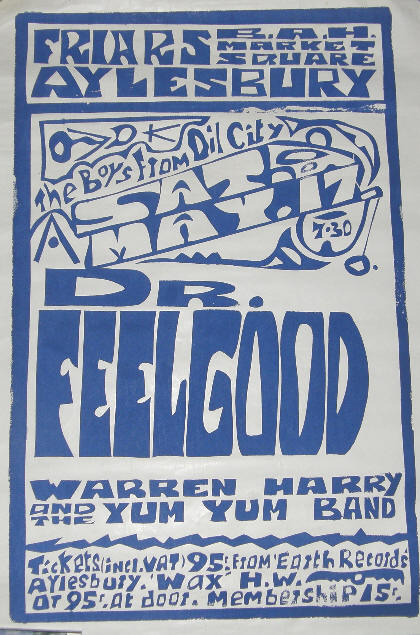 FRIARS B.A.H.
MARKET
SQUARE
AYLESBURY
The Boys from Oil City
SAT.
MAY. 17
7.30
DR.
FEELGOOD
WARREN HARRY
AND THE YUM YUM BAND
Tickets (incl. VAT) 95p. from Earth Records
Aylesbury. 'Wax' H.W.
or 95p. at door. Membership 15p.